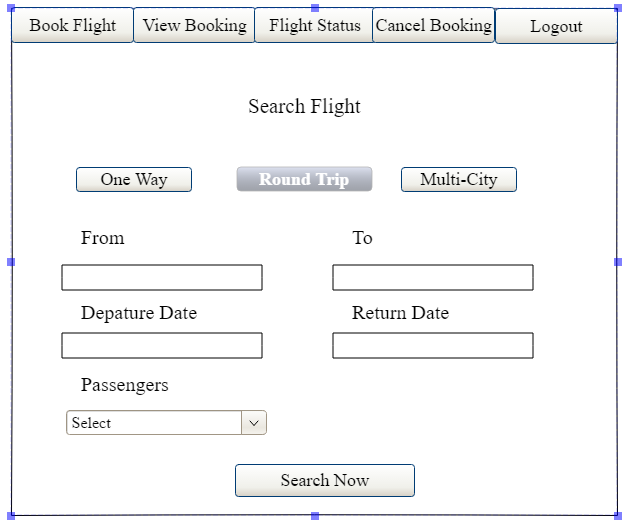 Book Flight View Booking Flight Status Cancel Booking Logout
Search Flight
One Way Round Trip Multi-City
From To
Depature Date Return Date
Passengers
Select
Search Now